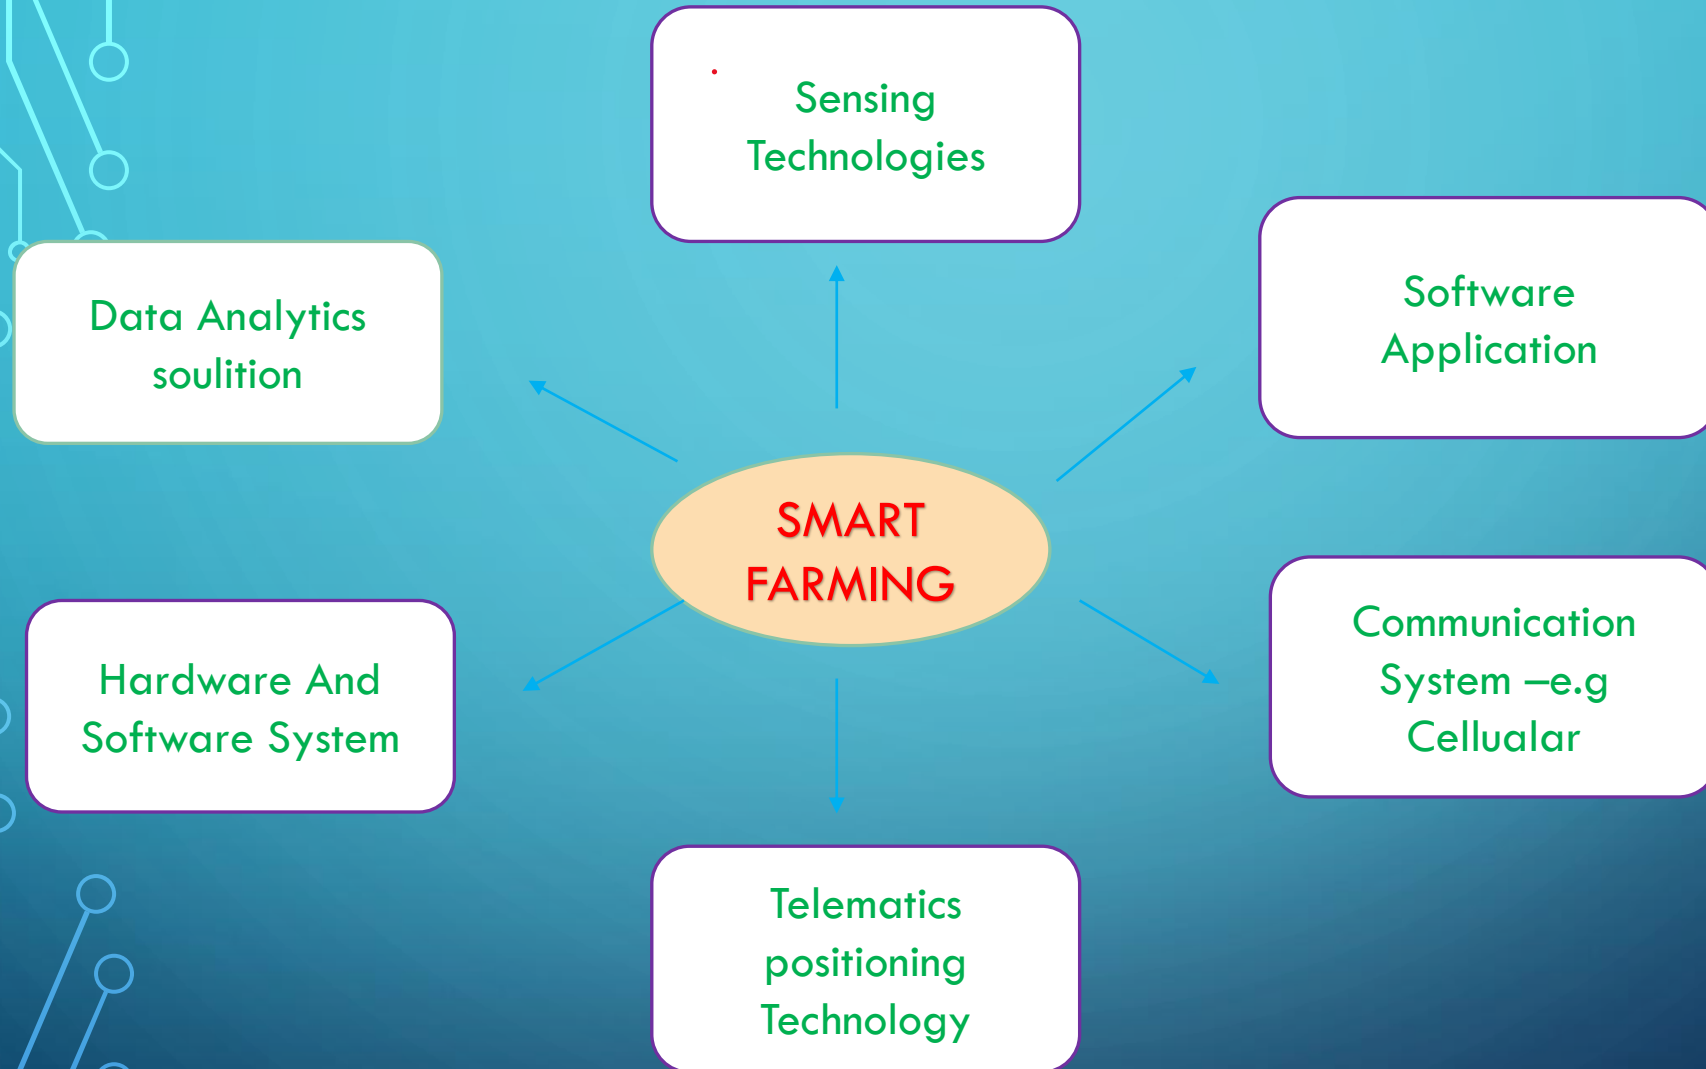 Sensing
Technologies
Software
Application
Data Analytics
soulition
SMART
FARMING
Communication
System –e.g
Cellualar
Hardware And
Software System
Telematics
positioning
Technology